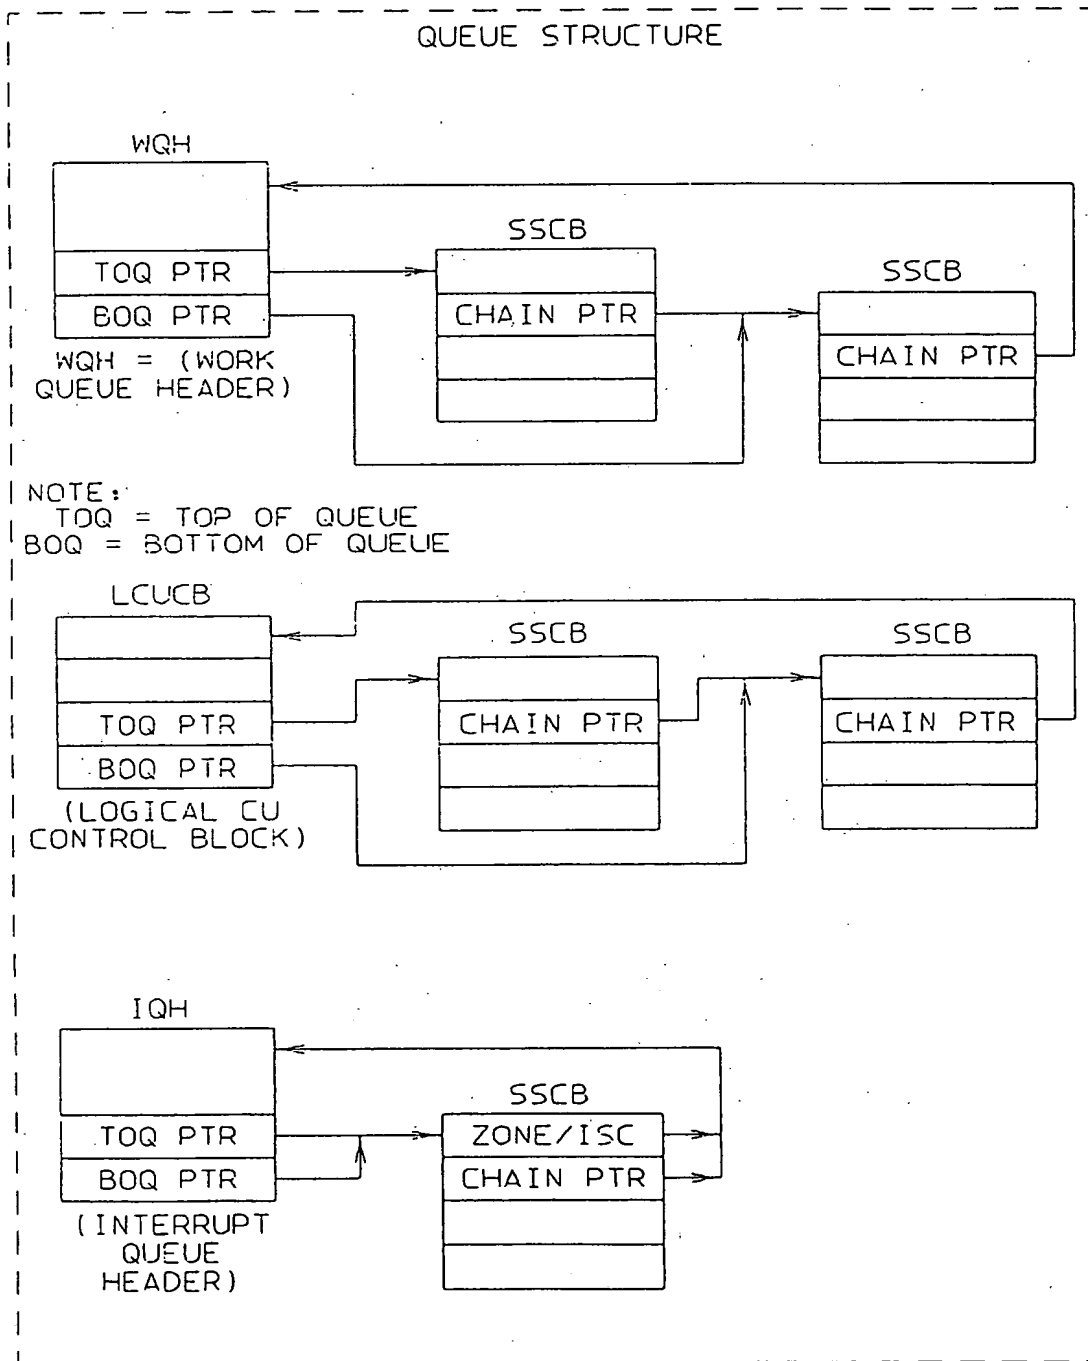 QUEUE STRUCTURE
WQH
TOQ PTR
BOQ PTR
WQH = (WORK
QUEUE HEADER)
SSCB
CHAIN PTR
SSCB
CHAIN PTR
NOTE:
TOQ = TOP OF QUEUE
BOQ = BOTTOM OF QUEUE
LCUCB
TOQ PTR
BOQ PTR
(LOGICAL CU
CONTROL BLOCK)
SSCB
CHAIN PTR
SSCB
CHAIN PTR
IQH
TOQ PTR
BOQ PTR
(INTERRUPT
QUEUE
HEADER)
SSCB
ZONE/ISC
CHAIN PTR